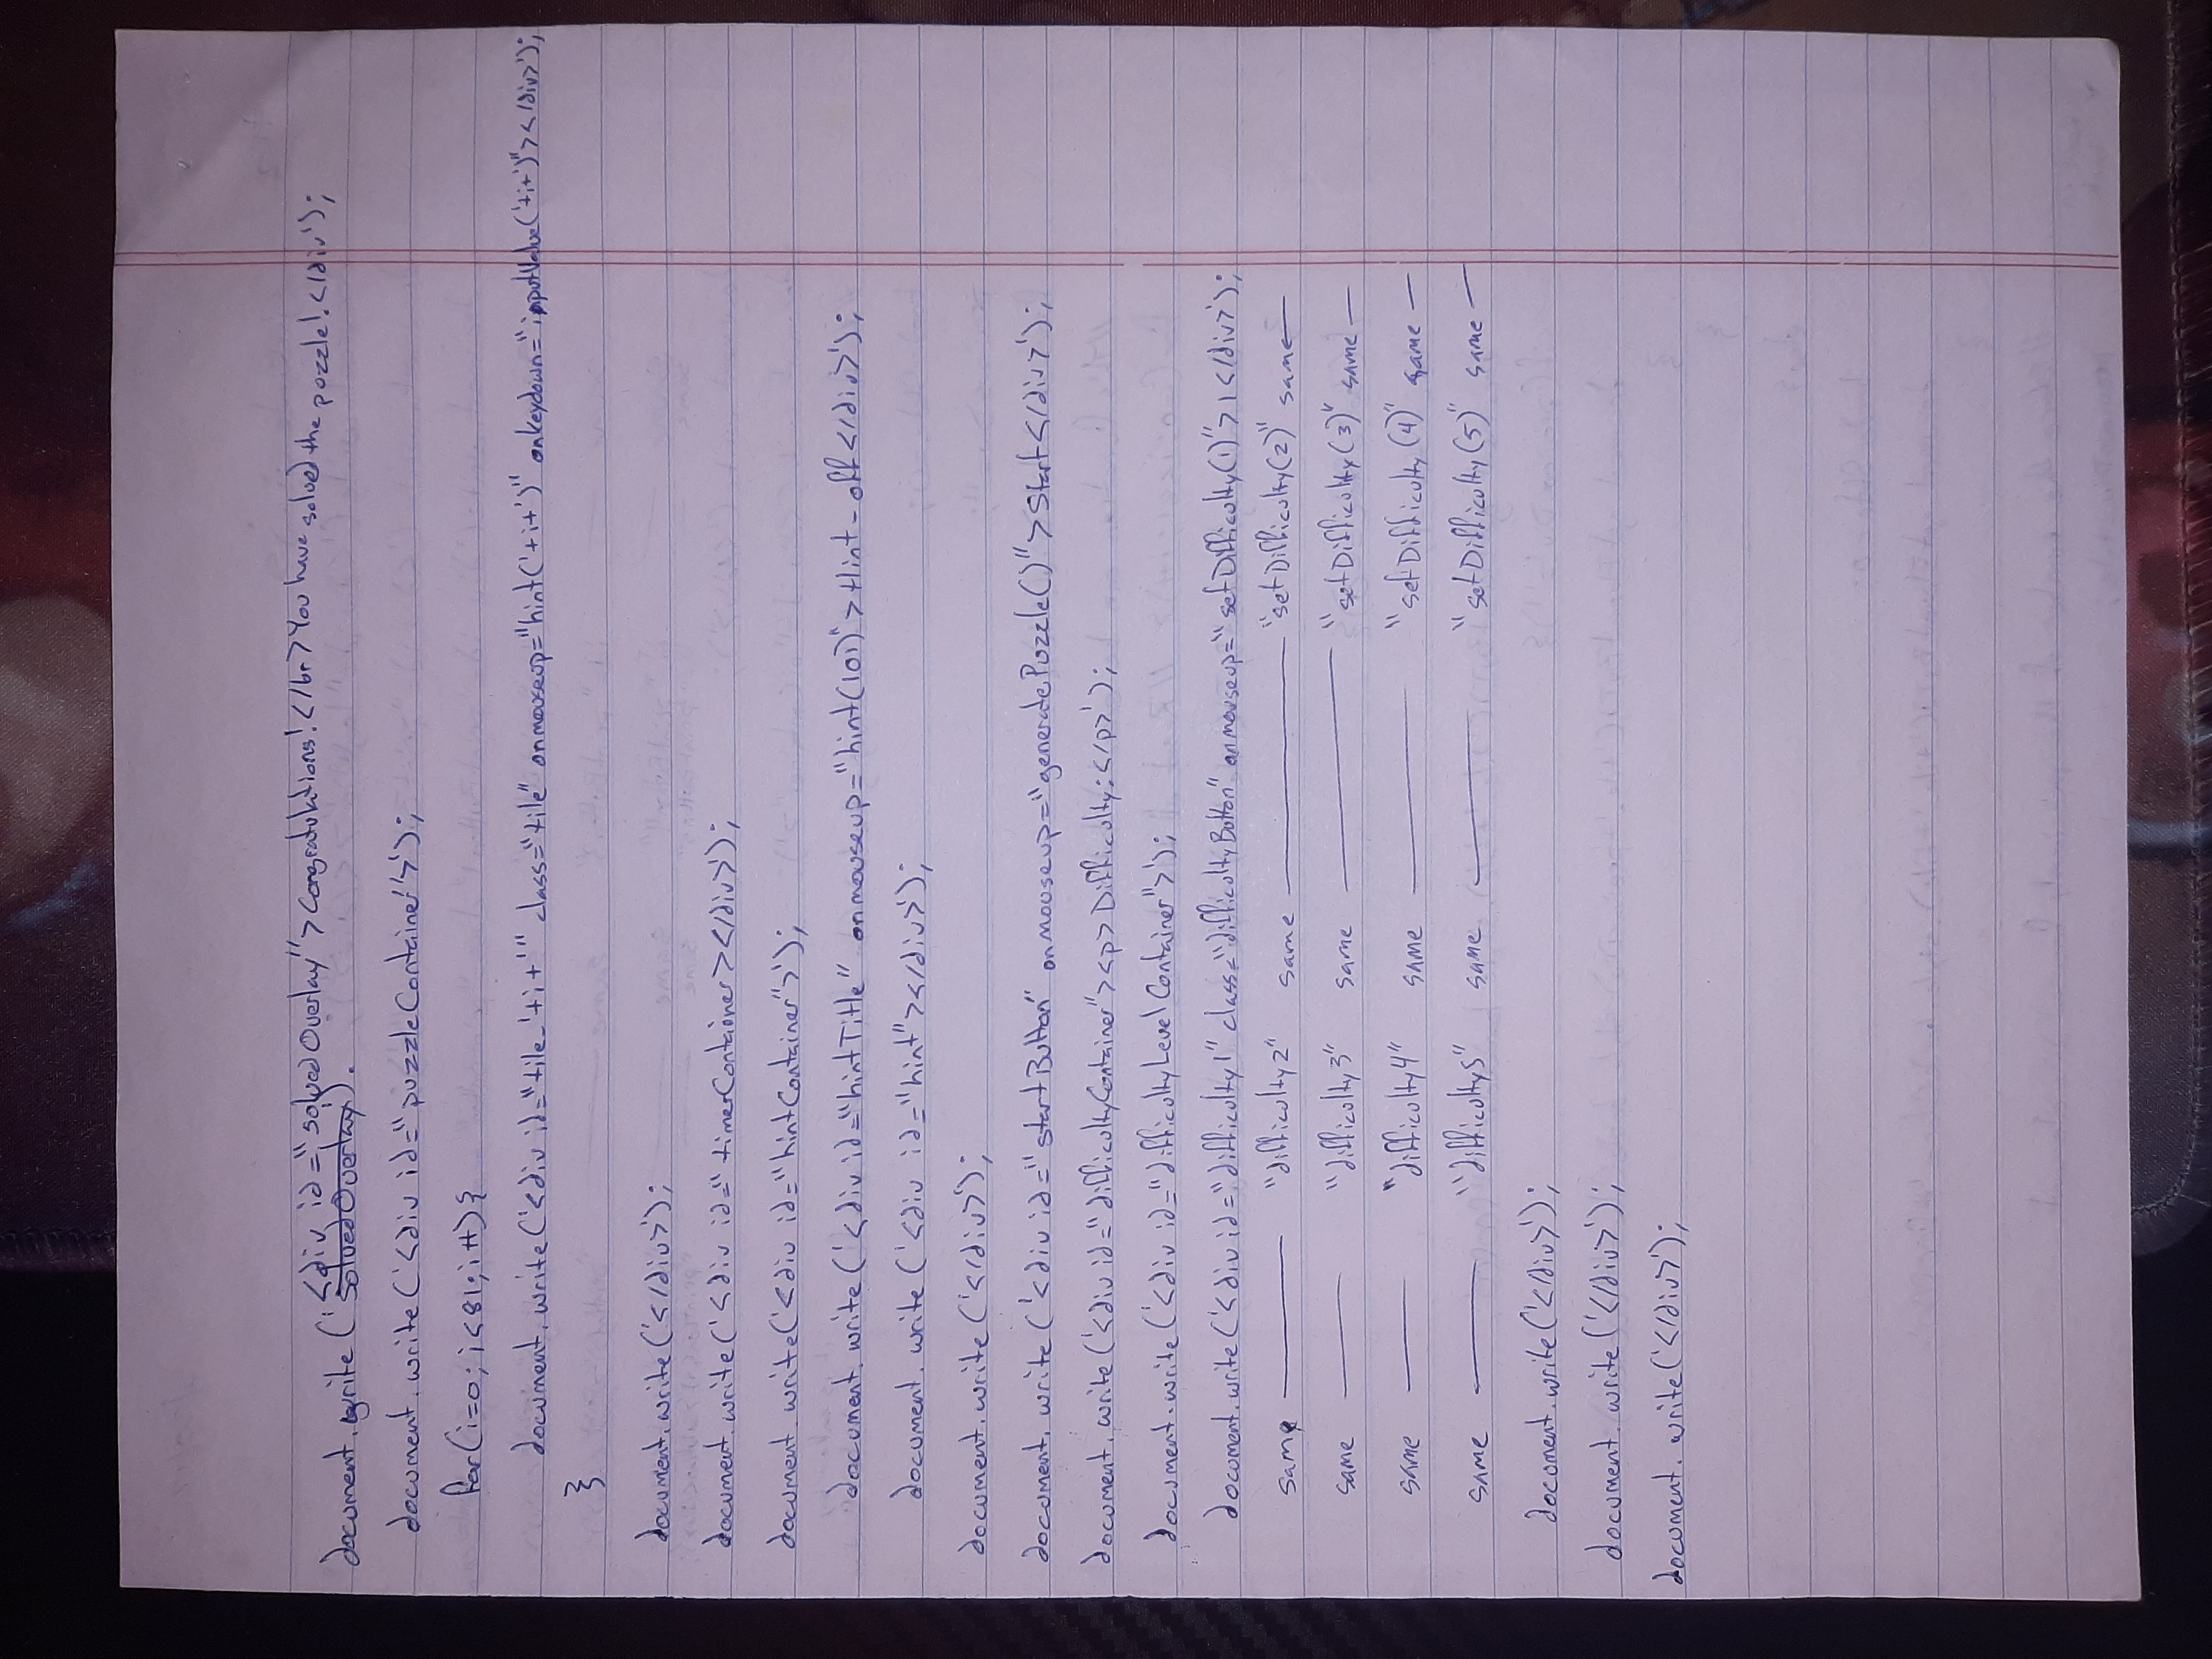 <div id="solvedOverlay">Congratulations!</br>You have solved the puzzle!</div>');
document.write('solvedOverlay').
document.write('<div id="puzzleContainer">');
for(i=0; i<81; i++){
document.write('<div id="tile_'+i+'" class="tile" onmouseup="hint('+i+')" onkeydown="inputValue('+i+')"></div>');
}
document.write('</div>');
document.write('<div id="timerContainer></div>');
document.write('<div id="hintContainer">');
document.write('<div id="hintTitle" onmouseup="hint(101)">Hint - off</div>');
document.write('<div id="hint"></div>');
document.write('</div>');
document.write('<div id="startButton" onmouseup="generatePuzzle()">Start</div>');
document.write('<div id="difficultyContainer"><p>Difficulty:</p>');
document.write('<div id="difficultyLevelContainer">');
document.write('<div id="difficulty1" class="difficultyButton" onmouseup="setDifficulty(1)">1</div>');
same — "difficulty2" same — "setDifficulty(2)" same —
same — "difficulty3" same — "setDifficulty(3)" same —
same — "difficulty4" same — "setDifficulty(4)" same —
same — "difficulty5" same — "setDifficulty(5)" same —
document.write('</div>');
document.write('</div>');
document.write('</div>');